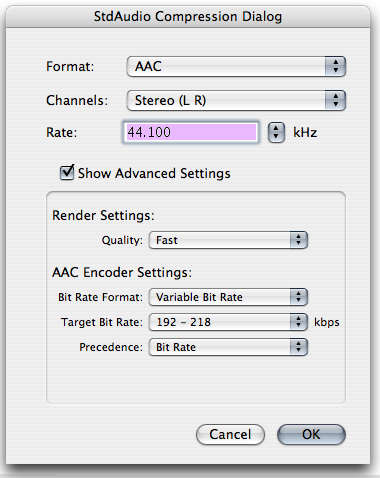 StdAudio Compression Dialog
Format: AAC
Channels: Stereo (L R)
Rate: 44.100 kHz
Show Advanced Settings
Render Settings:
Quality: Fast
AAC Encoder Settings:
Bit Rate Format: Variable Bit Rate
Target Bit Rate: 192 – 218 kbps
Precedence: Bit Rate
Cancel OK